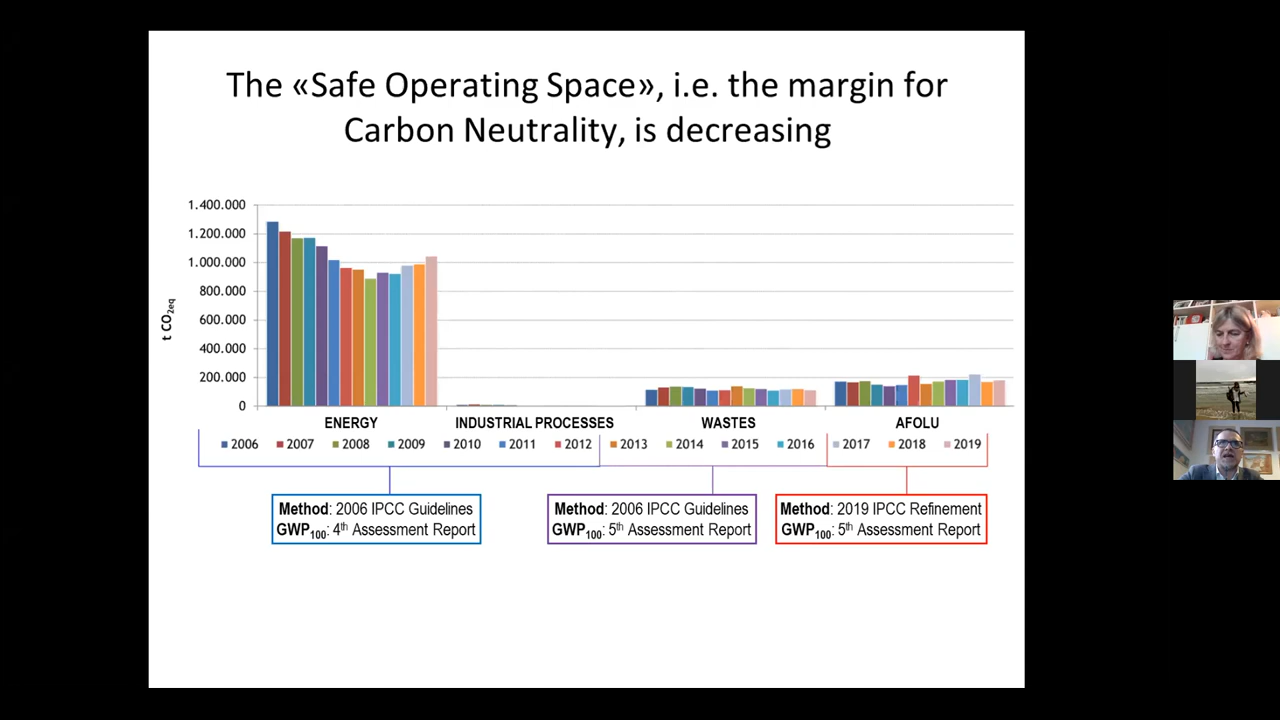 The «Safe Operating Space», i.e. the margin for
Carbon Neutrality, is decreasing
1.400.000
1.200.000
1.000.000
800.000
600.000
400.000
200.000
0
t CO2eq
ENERGY INDUSTRIAL PROCESSES WASTES AFOLU
2006 2007 2008 2009 2010 2011 2012 2013 2014 2015 2016 2017 2018 2019
Method: 2006 IPCC Guidelines
GWP100: 4th Assessment Report
Method: 2006 IPCC Guidelines
GWP100: 5th Assessment Report
Method: 2019 IPCC Refinement
GWP100: 5th Assessment Report